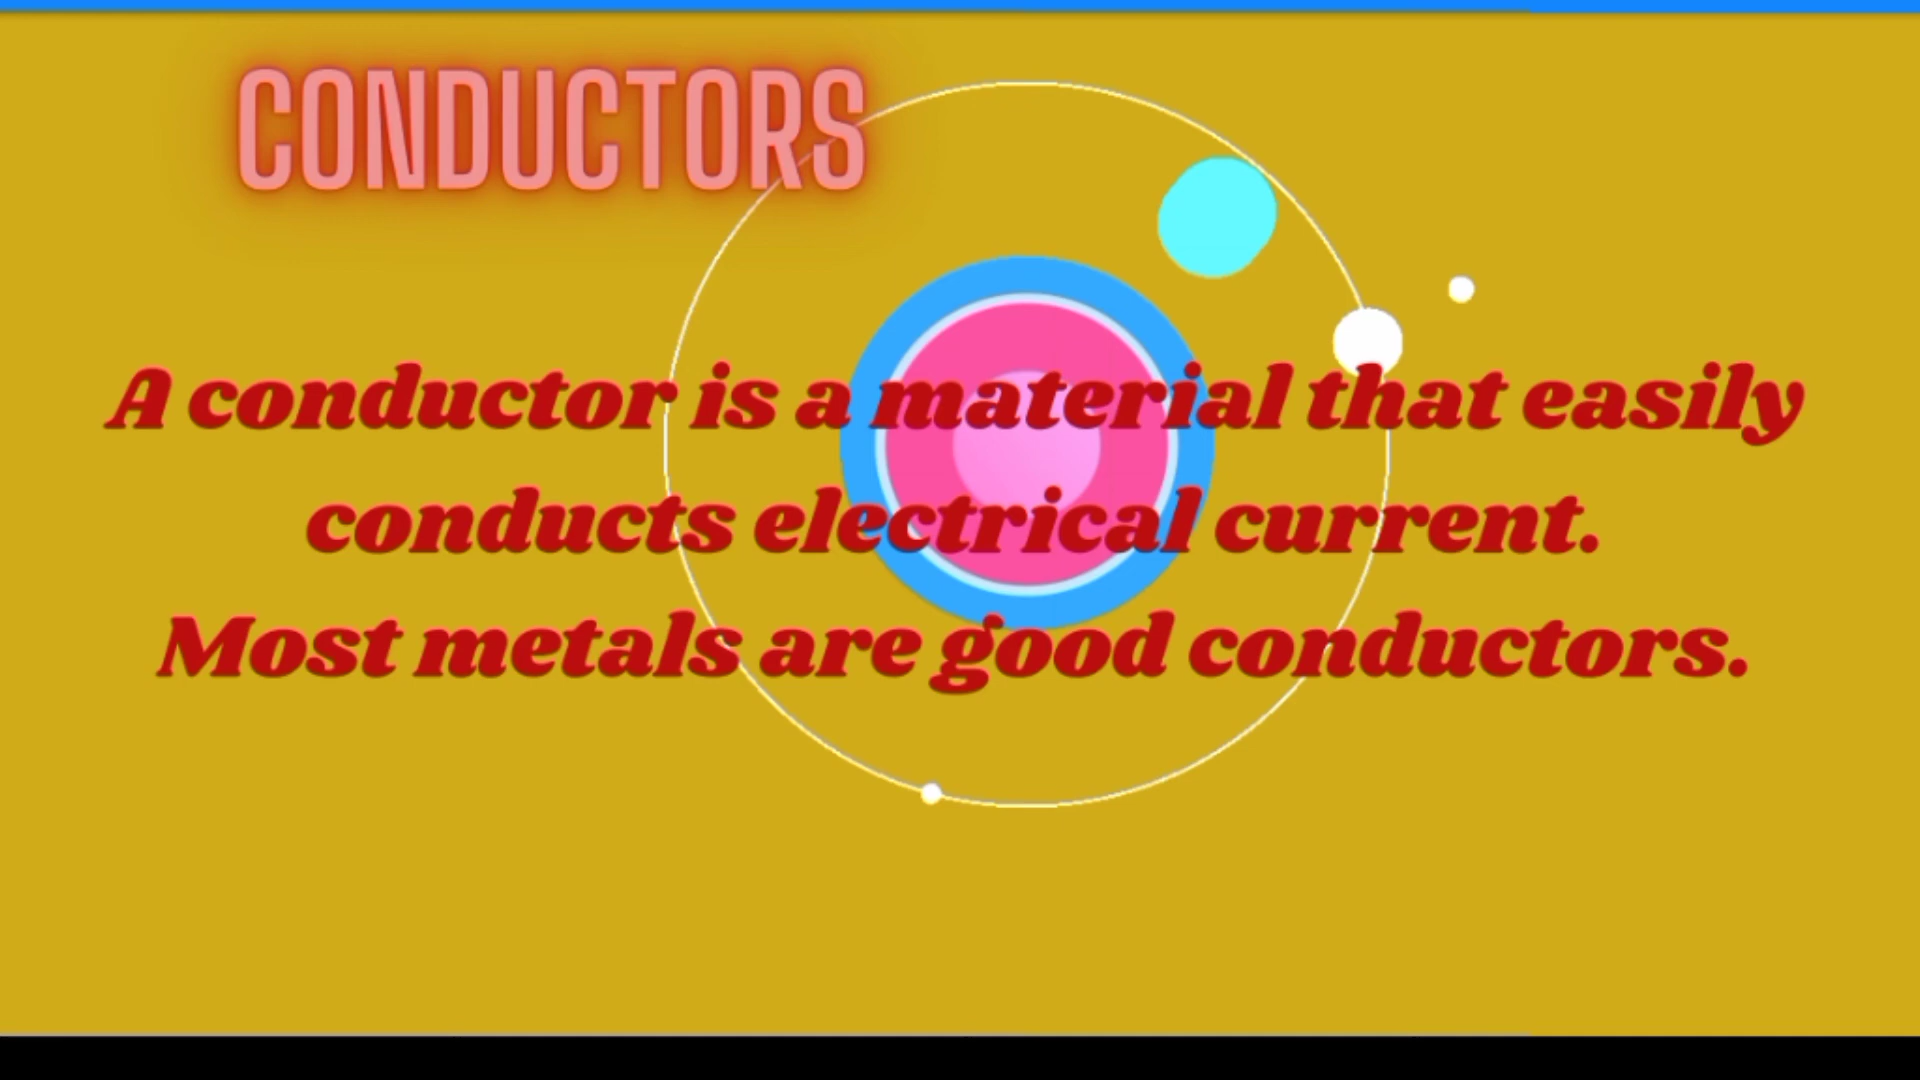 CONDUCTORS
A conductor is a material that easily
conducts electrical current.
Most metals are good conductors.